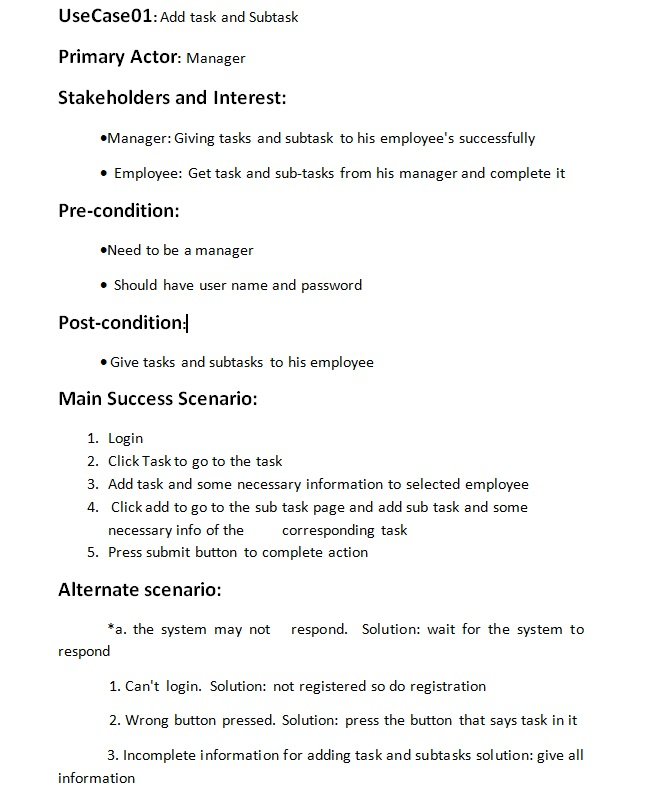 UseCase01: Add task and Subtask
Primary Actor: Manager
Stakeholders and Interest:
•Manager: Giving tasks and subtask to his employee's successfully
• Employee: Get task and sub-tasks from his manager and complete it
Pre-condition:
•Need to be a manager
• Should have user name and password
Post-condition:
• Give tasks and subtasks to his employee
Main Success Scenario:
1. Login
2. Click Task to go to the task
3. Add task and some necessary information to selected employee
4. Click add to go to the sub task page and add sub task and some
necessary info of the corresponding task
5. Press submit button to complete action
Alternate scenario:
*a. the system may not respond. Solution: wait for the system to
respond
1. Can't login. Solution: not registered so do registration
2. Wrong button pressed. Solution: press the button that says task in it
3. Incomplete information for adding task and subtasks solution: give all
information